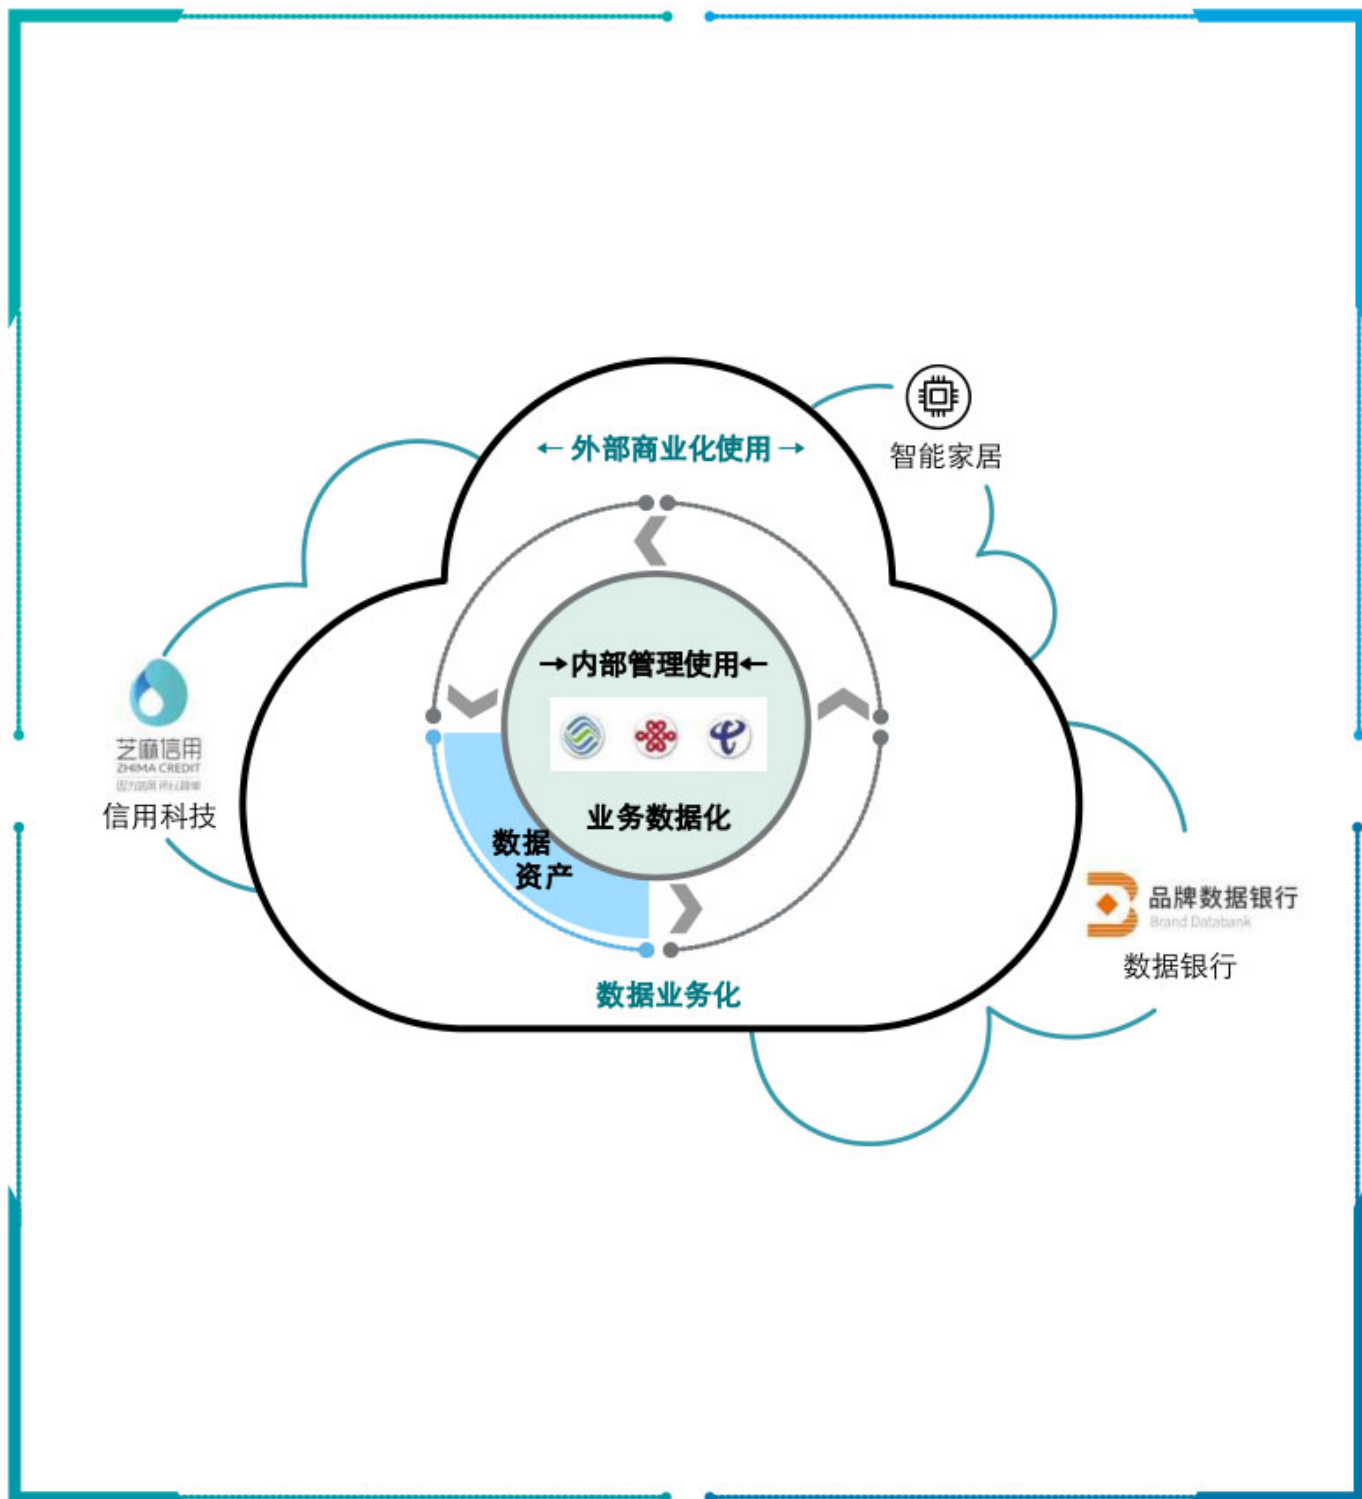 ←外部商业化使用→
智能家居
→内部管理使用←
芝麻信用
ZHIMA CREDIT
信用科技
业务数据化
数据
资产
品牌数据银行
Brand Databank
数据银行
数据业务化